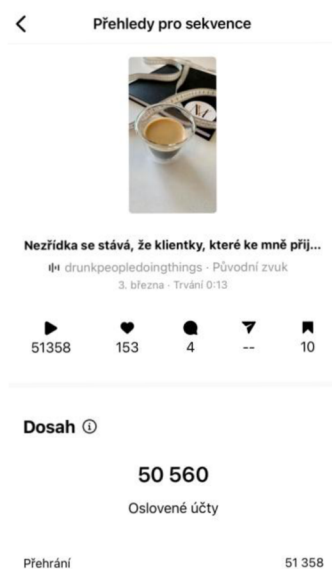 Přehledy pro sekvence
Nezřídka se stává, že klientky, které ke mně přij...
drunkpeopledoingthings · Původní zvuk
3. března · Trvání 0:13
51358 153 4 -- 10
Dosah
50 560
Oslovené účty
Přehrání 51 358